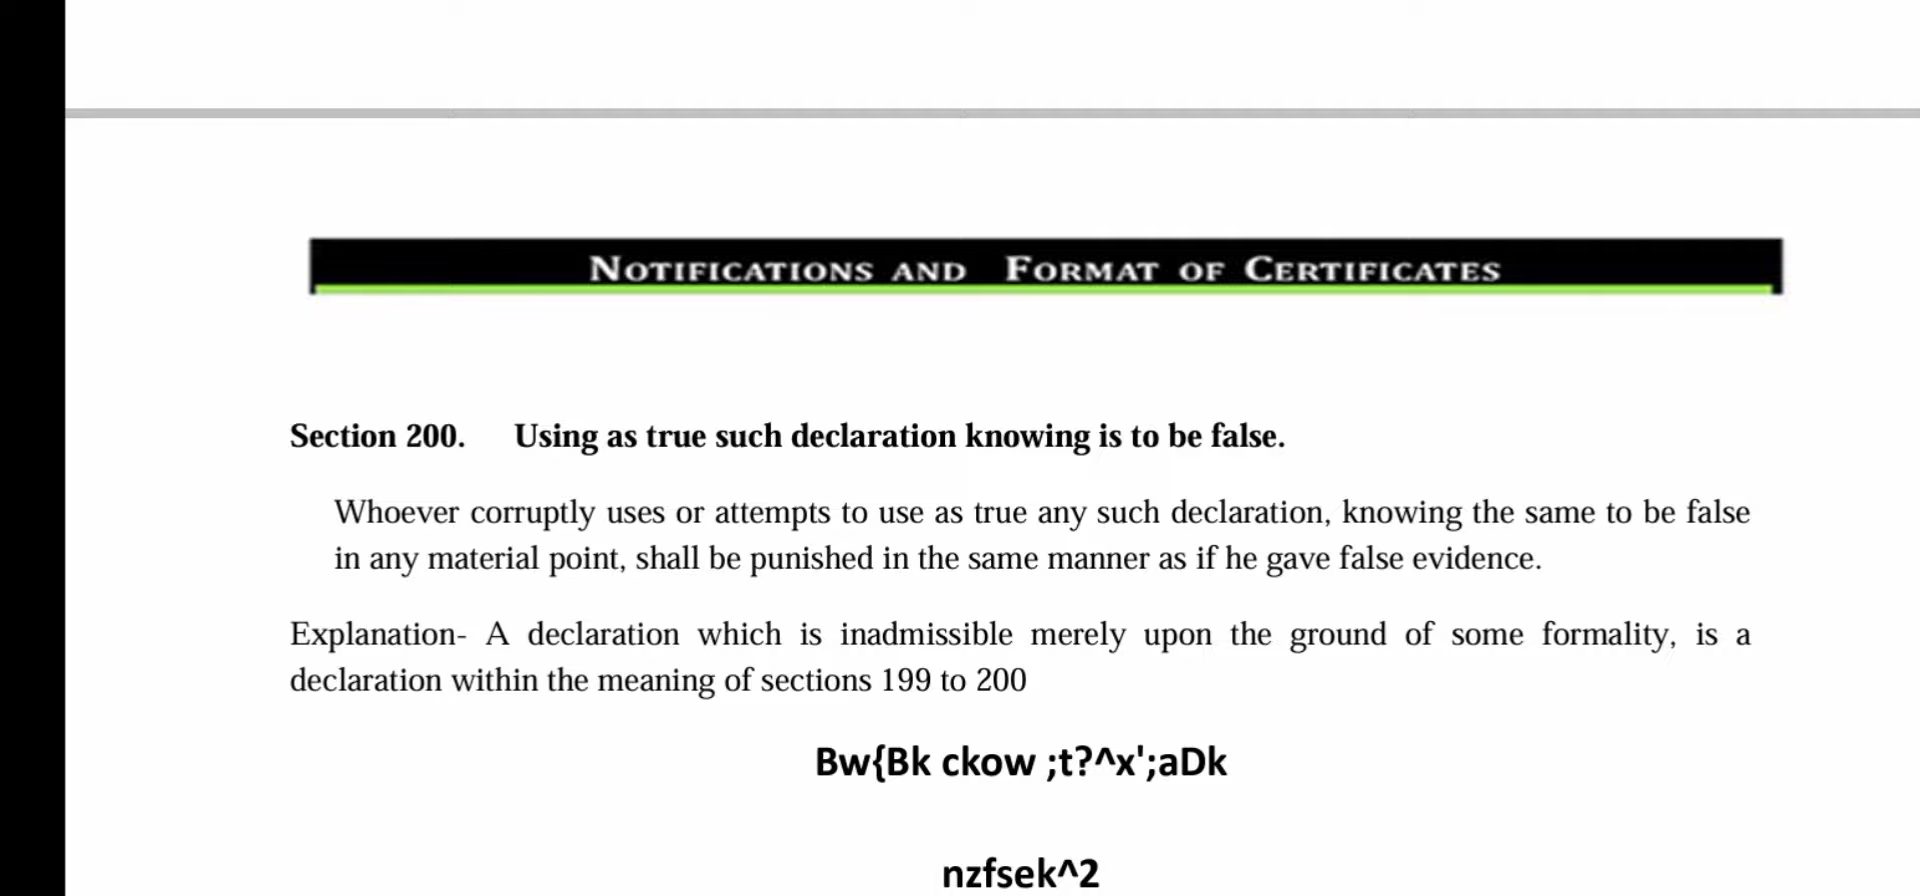 NOTIFICATIONS AND FORMAT OF CERTIFICATES
Section 200. Using as true such declaration knowing is to be false.
Whoever corruptly uses or attempts to use as true any such declaration, knowing the same to be false
in any material point, shall be punished in the same manner as if he gave false evidence.
Explanation- A declaration which is inadmissible merely upon the ground of some formality, is a
declaration within the meaning of sections 199 to 200
Bw{Bk ckow ;t?^x';aDk
nzfsek^2